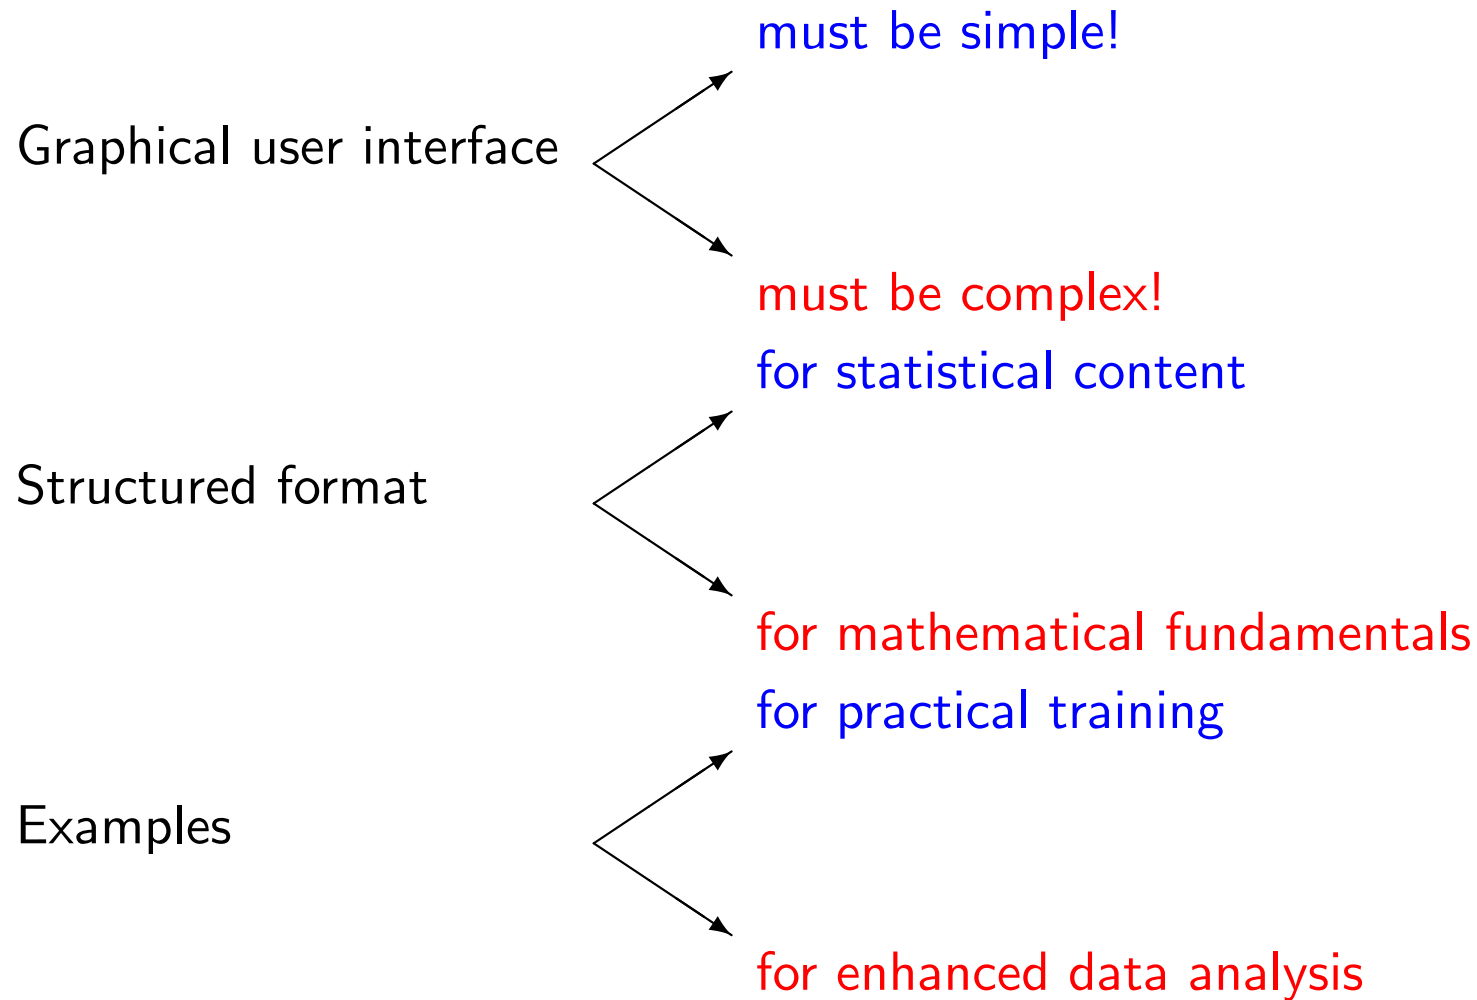 must be simple!
Graphical user interface
must be complex!
for statistical content
Structured format
for mathematical fundamentals
for practical training
Examples
for enhanced data analysis